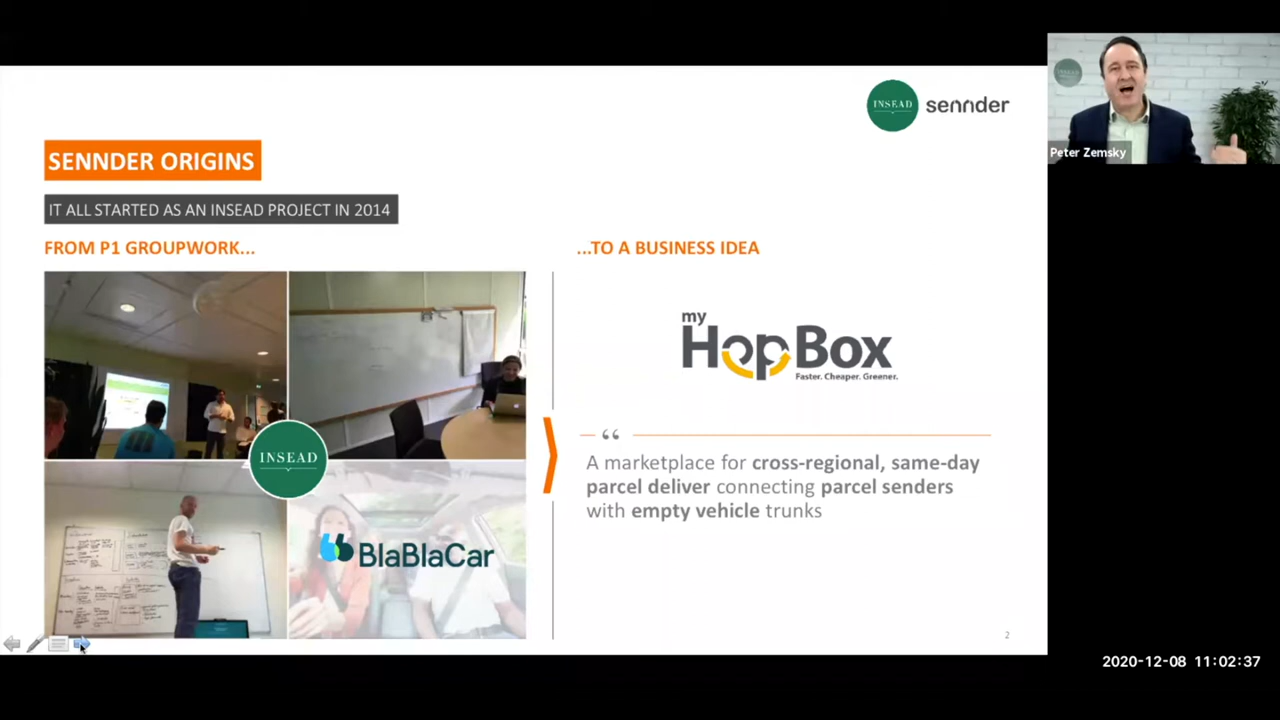 INSEAD
sennder
INSEAD
Peter Zemsky
SENNDER ORIGINS
IT ALL STARTED AS AN INSEAD PROJECT IN 2014
FROM P1 GROUPWORK...
...TO A BUSINESS IDEA
my
HopBox
Faster. Cheaper. Greener.
INSEAD
BlaBlaCar
“
A marketplace for cross-regional, same-day
parcel deliver connecting parcel senders
with empty vehicle trunks
2
2020-12-08 11:02:37